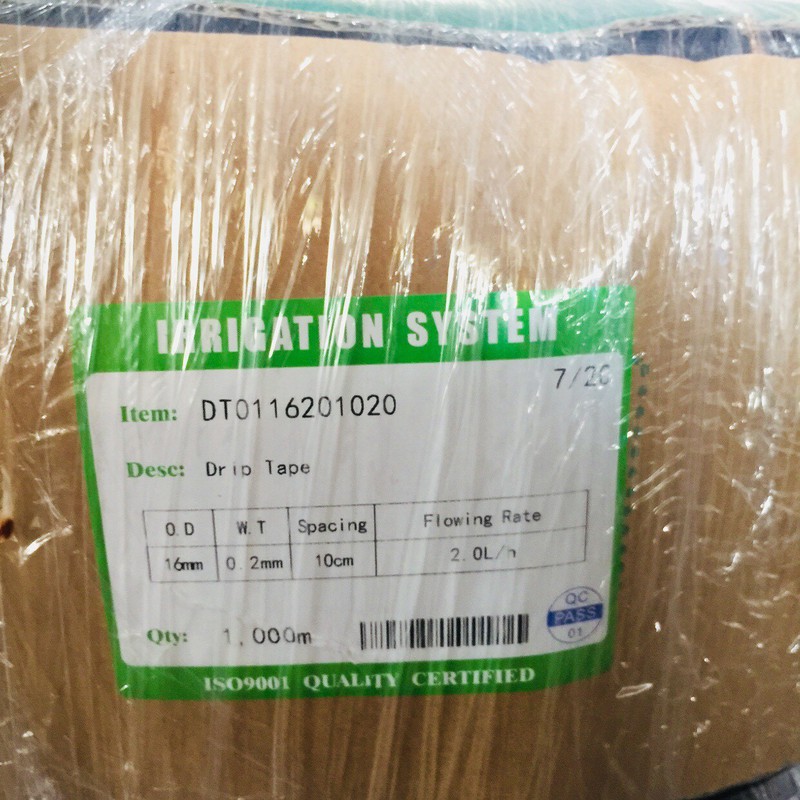 IRRIGATION SYSTEM
7/20
Item: DT0116201020
Desc: Drip Tape
O.D W.T Spacing Flowing Rate
16mm 0.2mm 10cm 2.0L/h
Qty: 1,000m
QC
PASS
01
ISO9001 QUALITY CERTIFIED